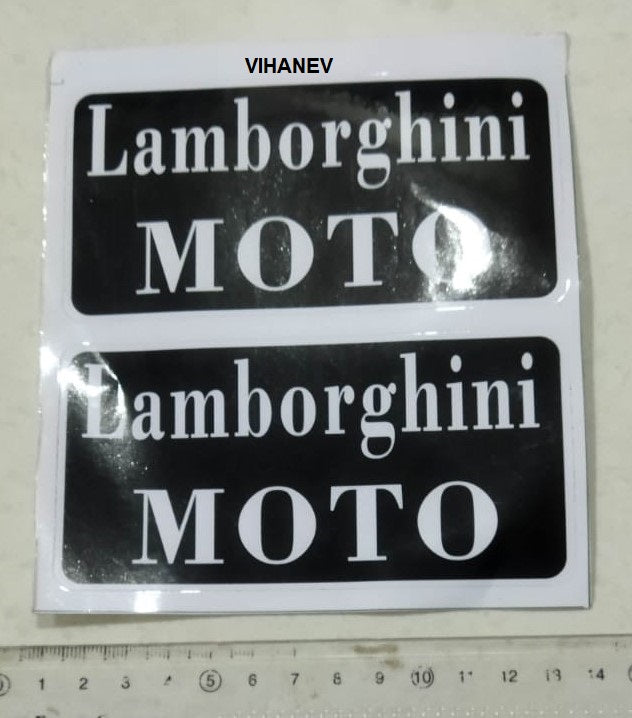 VIHANEV
Lamborghini
MOTO
Lamborghini
MOTO
1 2 3 4 5 6 7 8 9 10 11 12 13 14